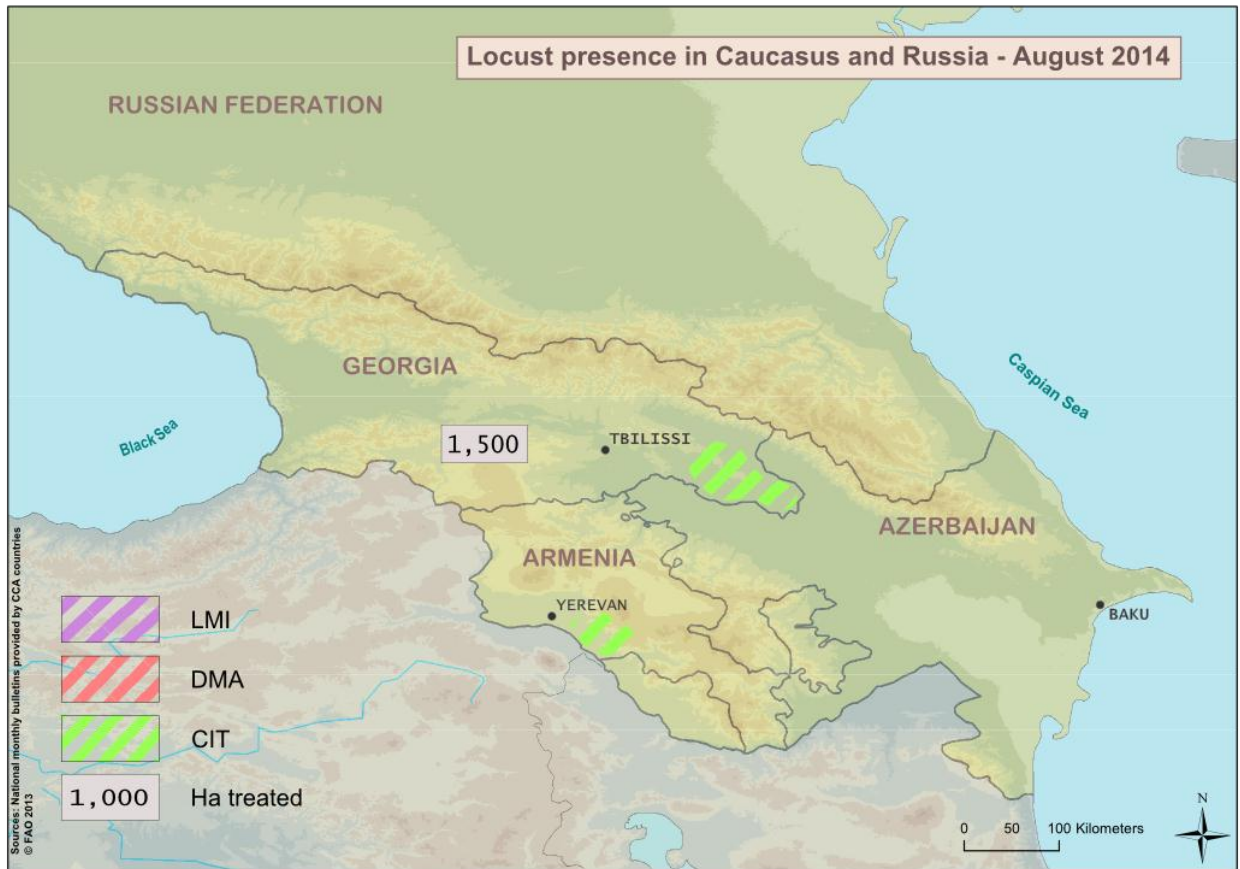 Locust presence in Caucasus and Russia - August 2014
RUSSIAN FEDERATION
GEORGIA
Caspian Sea
Black Sea
1,500
TBILISSI
AZERBAIJAN
ARMENIA
YEREVAN
BAKU
LMI
DMA
CIT
1,000 Ha treated
N
0 50 100 Kilometers
Sources: National monthly bulletins provided by CCA countries
© FAO 2013